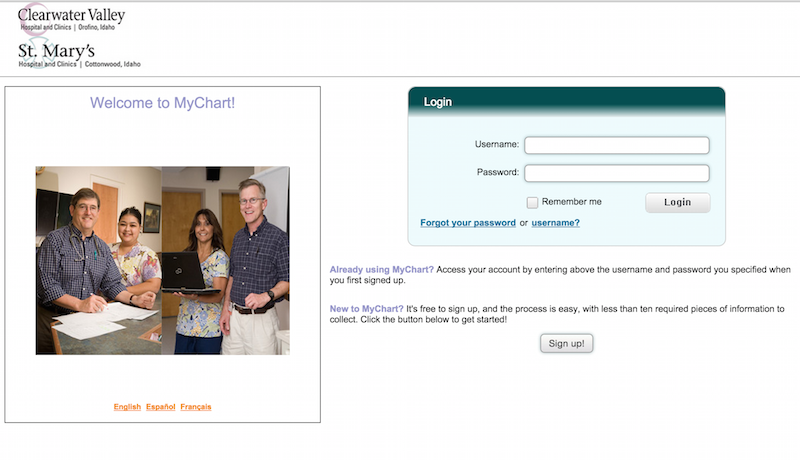 Clearwater Valley
Hospital and Clinics | Orofino, Idaho
St. Mary's
Hospital and Clinics | Cottonwood, Idaho
Welcome to MyChart!
English Español Français
Login
Username:
Password:
Remember me
Login
Forgot your password or username?
Already using MyChart? Access your account by entering above the username and password you specified when
you first signed up.
New to MyChart? It's free to sign up, and the process is easy, with less than ten required pieces of information to
collect. Click the button below to get started!
Sign up!